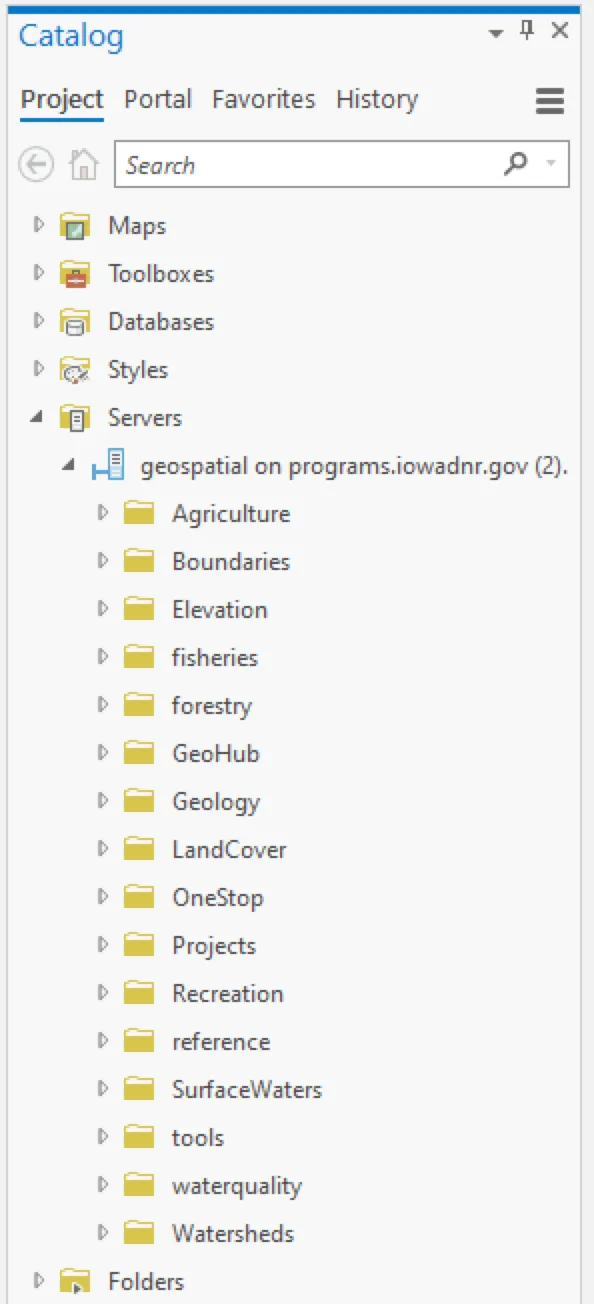 Catalog
Project Portal Favorites History
Search
Maps
Toolboxes
Databases
Styles
Servers
geospatial on programs.iowadnr.gov (2).
Agriculture
Boundaries
Elevation
fisheries
forestry
GeoHub
Geology
LandCover
OneStop
Projects
Recreation
reference
SurfaceWaters
tools
waterquality
Watersheds
Folders